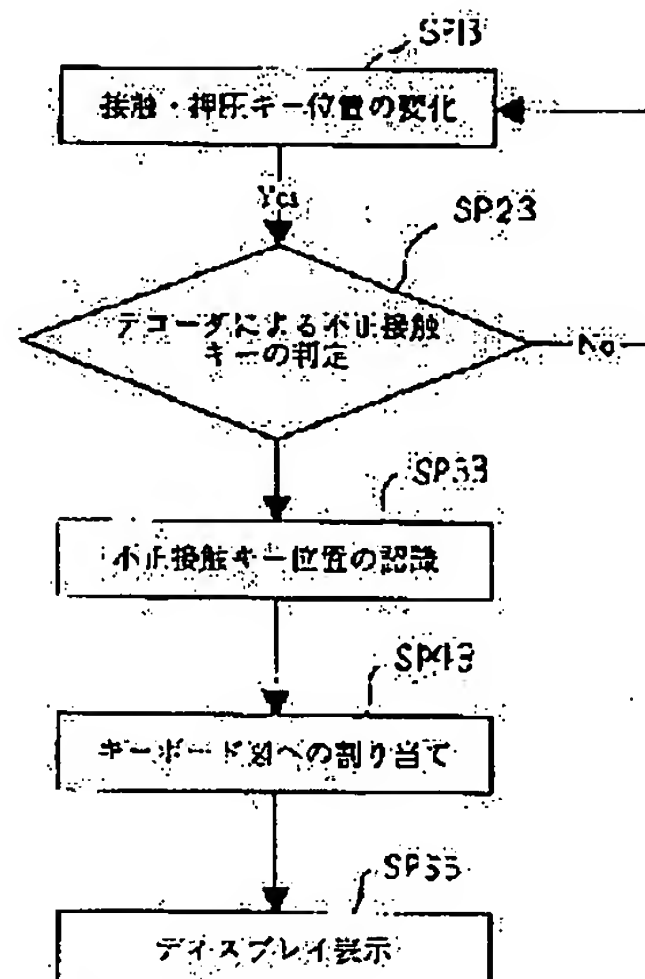 SP13
接触・押圧キー位置の変化
Yes
SP23
デコーダによる不正接触
キーの判定
No
SP33
不正接触キー位置の認識
SP43
キーボード図への割り当て
ディスプレイ表示